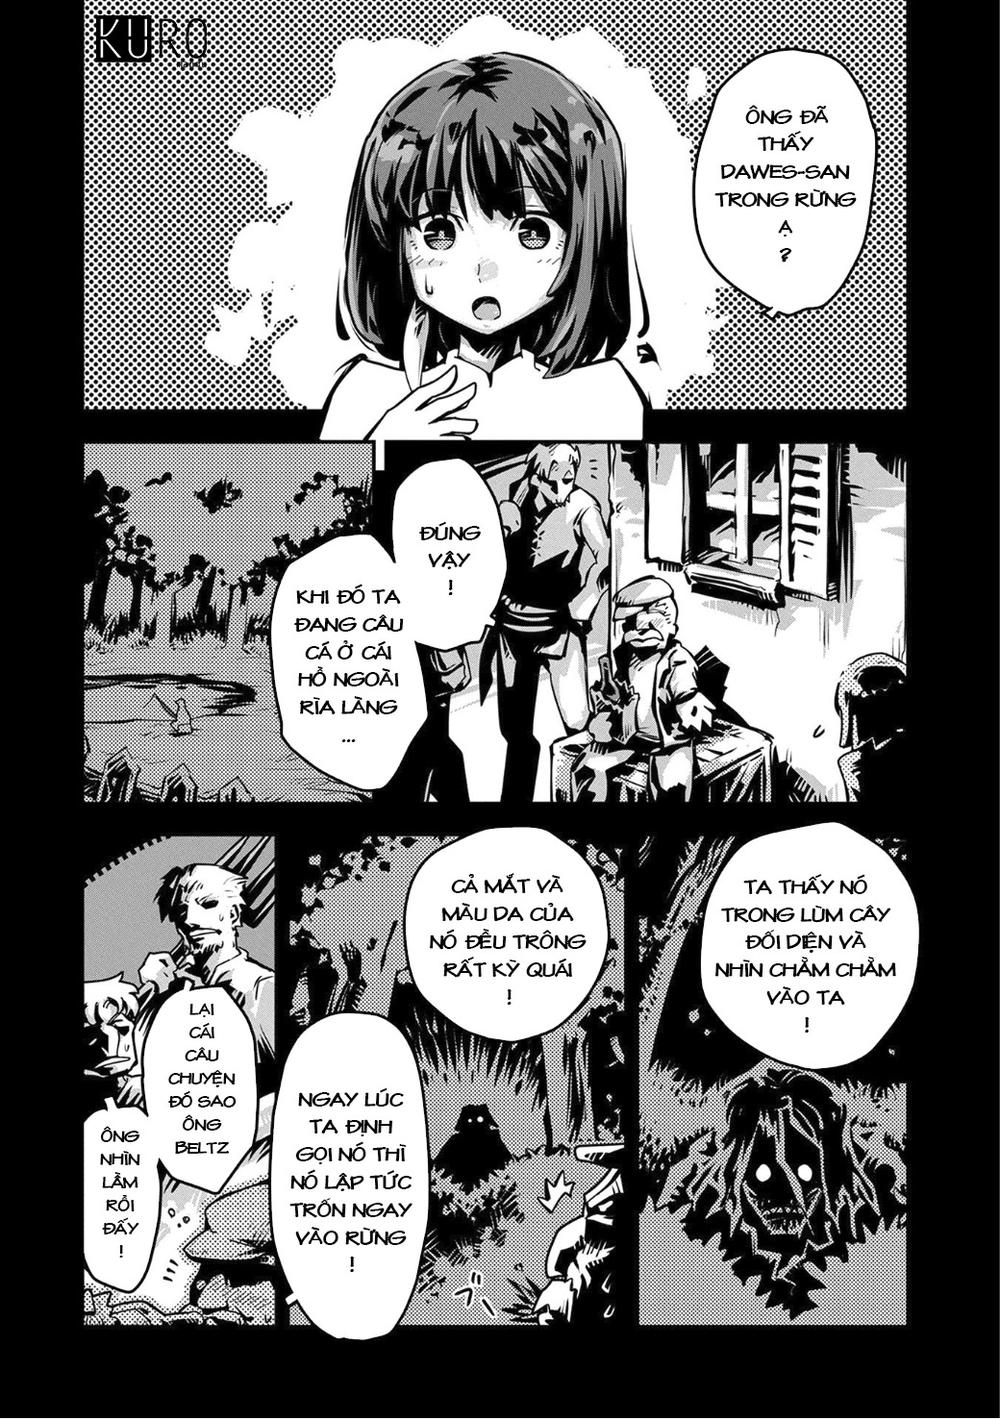 KURO
ÔNG ĐÃ
THẤY
DAWES-SAN
TRONG RỪNG
Ạ
?
ĐÚNG
VẬY
!
KHI ĐÓ TA
ĐANG CÂU
CÁ Ở CÁI
HỒ NGOÀI
RÌA LÀNG
...
TA THẤY NÓ
TRONG LÙM CÂY
ĐỐI DIỆN VÀ
NHÌN CHẰM CHẰM
VÀO TA
!
CẢ MẮT VÀ
MÀU DA CỦA
NÓ ĐỀU TRÔNG
RẤT KỲ QUÁI
!
NGAY LÚC
TA ĐỊNH
GỌI NÓ THÌ
NÓ LẬP TỨC
TRỐN NGAY
VÀO RỪNG
!
LẠI
CÁI
CÂU
CHUYỆN
ĐÓ SAO
ÔNG
BELTZ
ÔNG
NHÌN
LẦM
RỒI
ĐẤY
!